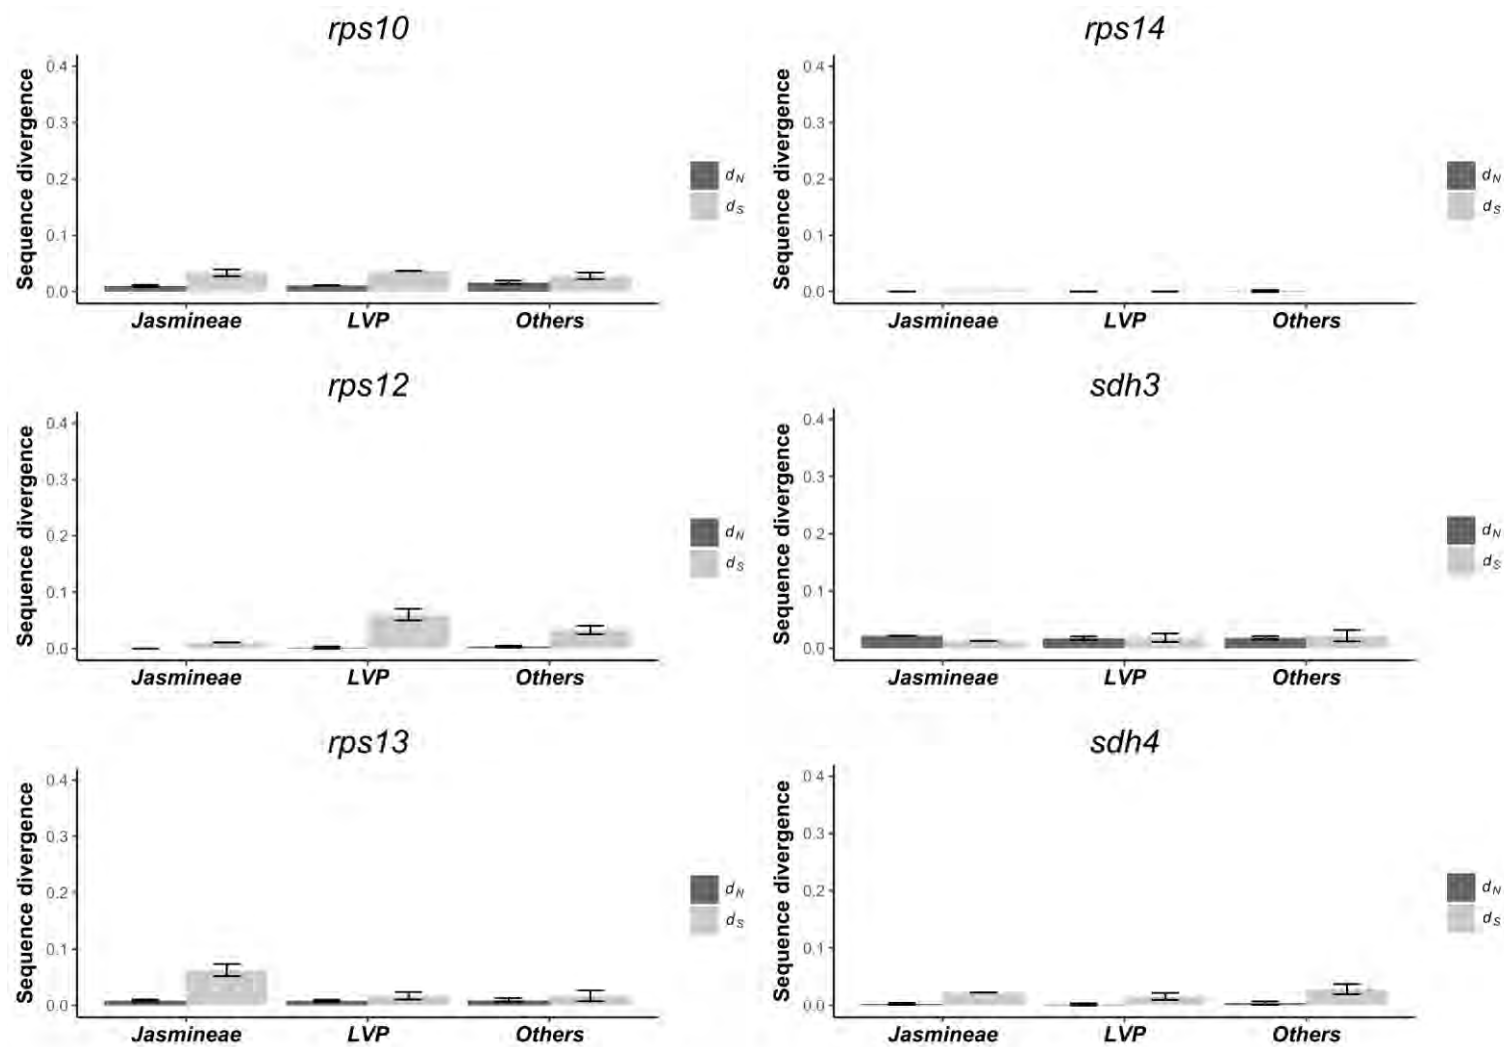 rps10
Sequence divergence
0.4
0.3
0.2
0.1
0.0
Jasmineae LVP Others
dN
dS
rps14
Sequence divergence
0.4
0.3
0.2
0.1
0.0
Jasmineae LVP Others
dN
dS
rps12
Sequence divergence
0.4
0.3
0.2
0.1
0.0
Jasmineae LVP Others
dN
dS
sdh3
Sequence divergence
0.4
0.3
0.2
0.1
0.0
Jasmineae LVP Others
dN
dS
rps13
Sequence divergence
0.4
0.3
0.2
0.1
0.0
Jasmineae LVP Others
dN
dS
sdh4
Sequence divergence
0.4
0.3
0.2
0.1
0.0
Jasmineae LVP Others
dN
dS